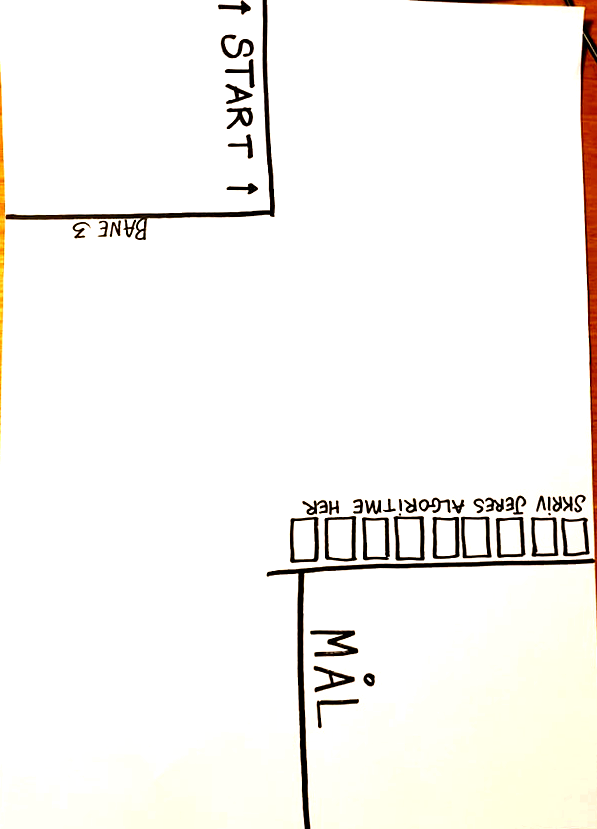 ↑ START ↑
BANE 3
SKRIV JERES ALGORITME HER
MÅL